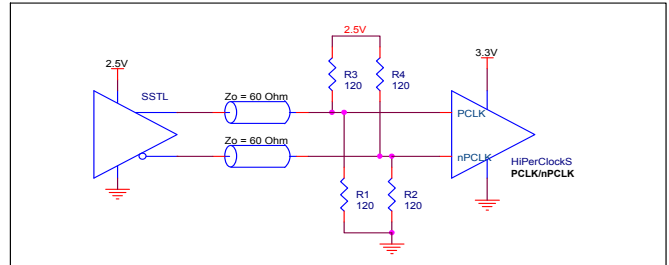 2.5V
2.5V
3.3V
SSTL
R3
120
R4
120
Zo = 60 Ohm
PCLK
Zo = 60 Ohm
nPCLK
HiPerClockS
PCLK/nPCLK
R1
120
R2
120